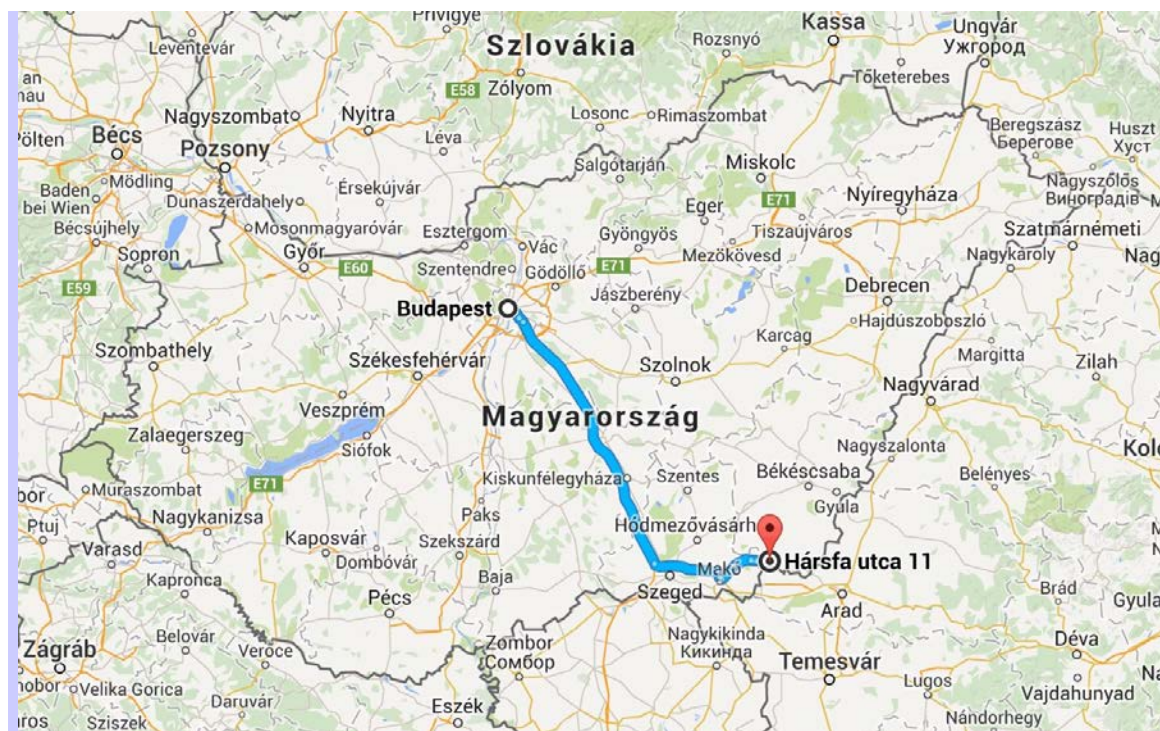 Privigye
Kassa
Ungvár
Ужгород
Leventevár
Szlovákia
Rozsnyó
E58
Zólyom
Tőketerebes
Nagyszombat
Nyitra
Losonc
Rimaszombat
Pölten
Bécs
Pozsony
Léva
Salgótarján
Miskolc
Beregszász
Берегове
Huszt
Хуст
Mödling
Baden
bei Wien
Dunaszerdahely
Érsekújvár
Eger
E71
Nyíregyháza
Nagyszőlős
Виноградів
Bécsújhely
Mosonmagyaróvár
Esztergom
Vác
Gyöngyös
Tiszaújváros
Sopron
Győr
E60
Szentendre
Gödöllő
E71
Mezőkövesd
Szatmárnémeti
Nagykároly
Nag
E59
Budapest
Jászberény
Debrecen
Hajdúszoboszló
Szombathely
Székesfehérvár
Szolnok
Karcag
Margitta
Zilah
Veszprém
Magyarország
Nagyvárad
Zalaegerszeg
Siófok
Nagyszalonta
Kolo
E71
Muraszombat
Kiskunfélegyháza
Szentes
Békéscsaba
Belényes
Ptuj
Nagykanizsa
Paks
Gyula
Varasd
Kaposvár
Dombóvár
Szekszárd
Hódmezővásárh
Hársfa utca 11
Kapronca
Baja
Makó
Szeged
Brád
Gyula
Pécs
Arad
Zágráb
Belovár
Verőce
Zombor
Сомбор
Nagykikinda
Кикинда
Temesvár
Déva
Velika Gorica
Daruvár
Lugos
Vajdahunyad
Sziszek
Eszék
Nándorhegy